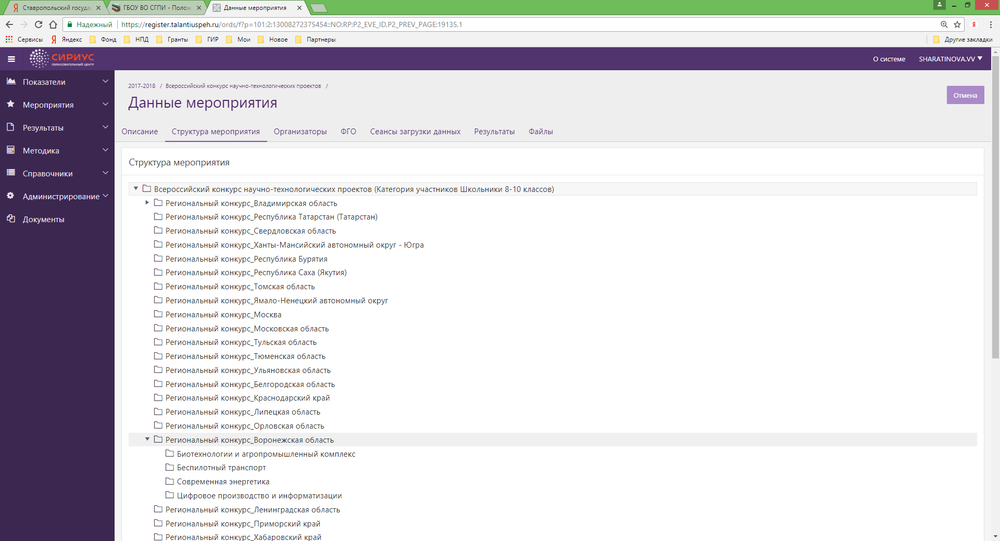 Ставропольский госуда
ГБОУ ВО СГПИ - Полож
Данные мероприятия
Надежный
https://register.talantiuspeh.ru/ords/f?p=101:2:13008272375454::NO:RP:P2_EVE_ID,P2_PREV_PAGE:19135,1
Сервисы Яндекс Фонд НПД Гранты ГИР Мои Новое Партнеры Другие закладки
СИРИУС
ОБРАЗОВАТЕЛЬНЫЙ ЦЕНТР
О системе SHARATINOVA.VV
Показатели
Мероприятия
Результаты
Методика
Справочники
Администрирование
Документы
2017-2018 / Всероссийский конкурс научно-технологических проектов /
Данные мероприятия
Отмена
Описание Структура мероприятия Организаторы ФГО Сеансы загрузки данных Результаты Файлы
Структура мероприятия
Всероссийский конкурс научно-технологических проектов (Категория участников Школьники 8-10 классов)
Региональный конкурс_Владимирская область
Региональный конкурс_Республика Татарстан (Татарстан)
Региональный конкурс_Свердловская область
Региональный конкурс_Ханты-Мансийский автономный округ - Югра
Региональный конкурс_Республика Бурятия
Региональный конкурс_Республика Саха (Якутия)
Региональный конкурс_Томская область
Региональный конкурс_Ямало-Ненецкий автономный округ
Региональный конкурс_Москва
Региональный конкурс_Московская область
Региональный конкурс_Тульская область
Региональный конкурс_Тюменская область
Региональный конкурс_Ульяновская область
Региональный конкурс_Белгородская область
Региональный конкурс_Краснодарский край
Региональный конкурс_Липецкая область
Региональный конкурс_Орловская область
Региональный конкурс_Воронежская область
Биотехнологии и агропромышленный комплекс
Беспилотный транспорт
Современная энергетика
Цифровое производство и информатизации
Региональный конкурс_Ленинградская область
Региональный конкурс_Приморский край
Региональный конкурс_Хабаровский край